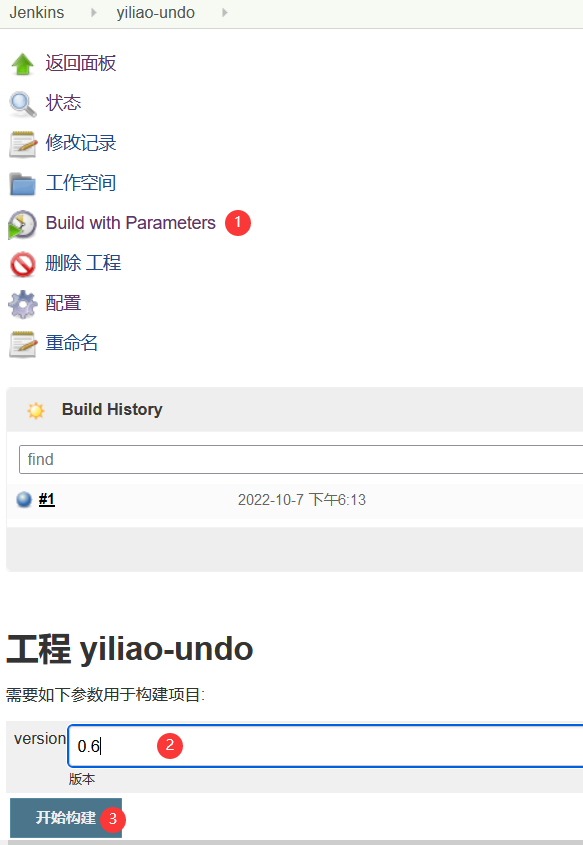 Jenkins yiliao-undo
返回面板
状态
修改记录
工作空间
Build with Parameters 1
删除 工程
配置
重命名
Build History
find
#1 2022-10-7 下午6:13
工程 yiliao-undo
需要如下参数用于构建项目:
version 0.6 2
版本
开始构建 3